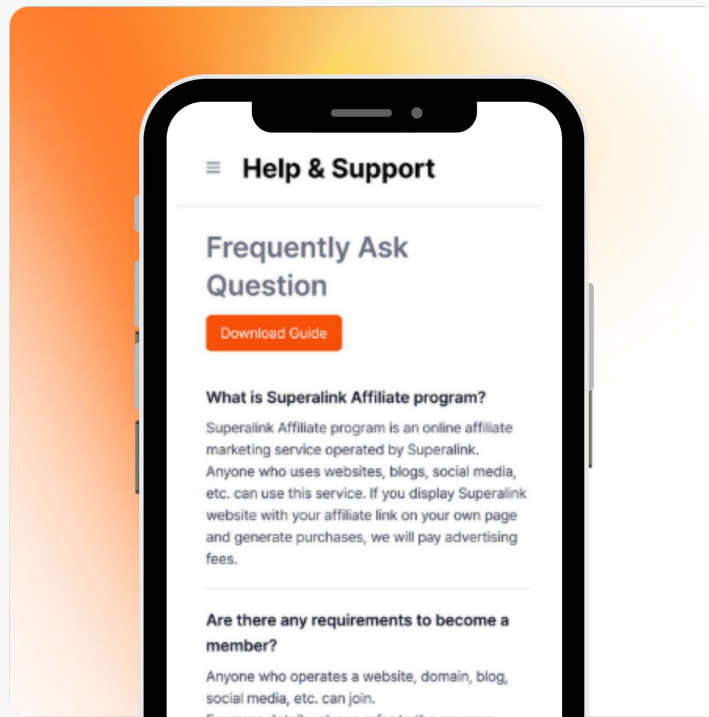 Help & Support
Frequently Ask
Question
Download Guide
What is Superalink Affiliate program?
Superalink Affiliate program is an online affiliate
marketing service operated by Superalink.
Anyone who uses websites, blogs, social media,
etc. can use this service. If you display Superalink
website with your affiliate link on your own page
and generate purchases, we will pay advertising
fees.
Are there any requirements to become a
member?
Anyone who operates a website, domain, blog,
social media, etc. can join.